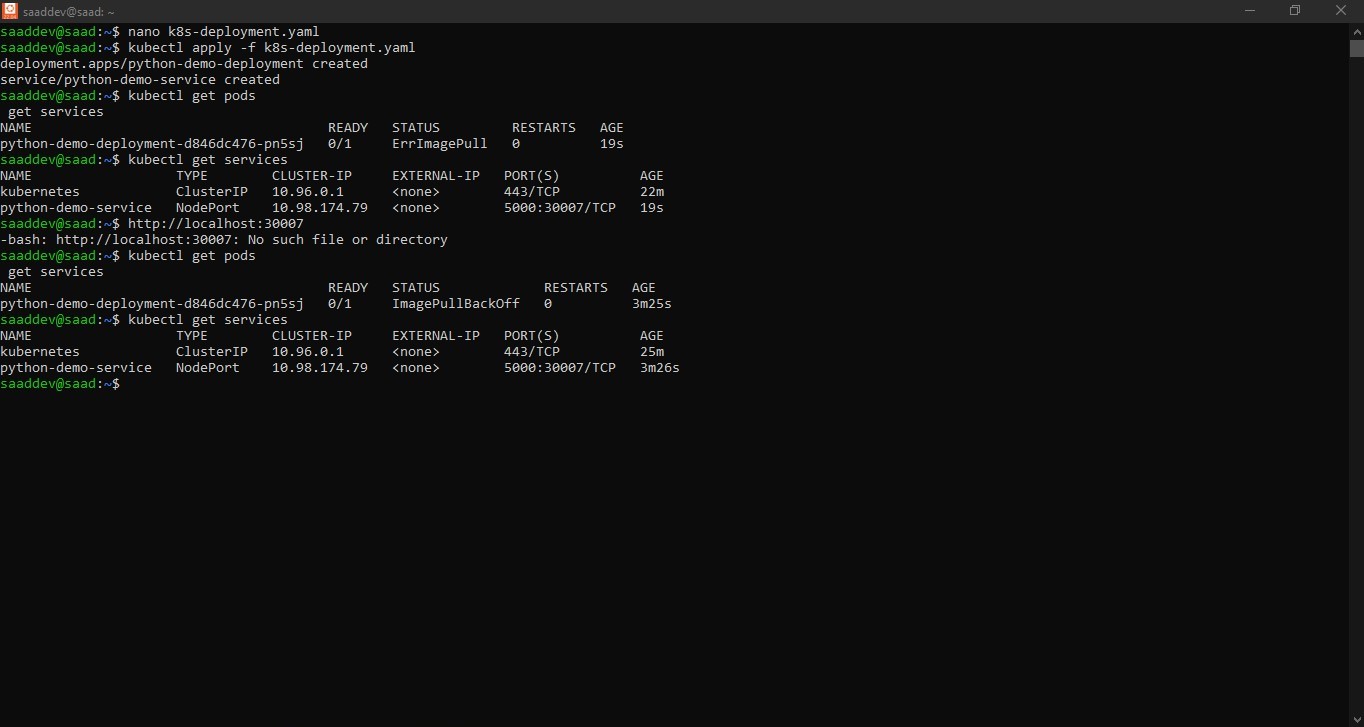 saaddev@saad: ~
saaddev@saad:~$ nano k8s-deployment.yaml
saaddev@saad:~$ kubectl apply -f k8s-deployment.yaml
deployment.apps/python-demo-deployment created
service/python-demo-service created
saaddev@saad:~$ kubectl get pods
 get services
NAME                                     READY   STATUS         RESTARTS   AGE
python-demo-deployment-d846dc476-pn5sj   0/1     ErrImagePull   0          19s
saaddev@saad:~$ kubectl get services
NAME                  TYPE        CLUSTER-IP     EXTERNAL-IP   PORT(S)          AGE
kubernetes            ClusterIP   10.96.0.1      <none>        443/TCP          22m
python-demo-service   NodePort    10.98.174.79   <none>        5000:30007/TCP   19s
saaddev@saad:~$ http://localhost:30007
-bash: http://localhost:30007: No such file or directory
saaddev@saad:~$ kubectl get pods
 get services
NAME                                     READY   STATUS             RESTARTS   AGE
python-demo-deployment-d846dc476-pn5sj   0/1     ImagePullBackOff   0          3m25s
saaddev@saad:~$ kubectl get services
NAME                  TYPE        CLUSTER-IP     EXTERNAL-IP   PORT(S)          AGE
kubernetes            ClusterIP   10.96.0.1      <none>        443/TCP          25m
python-demo-service   NodePort    10.98.174.79   <none>        5000:30007/TCP   3m26s
saaddev@saad:~$